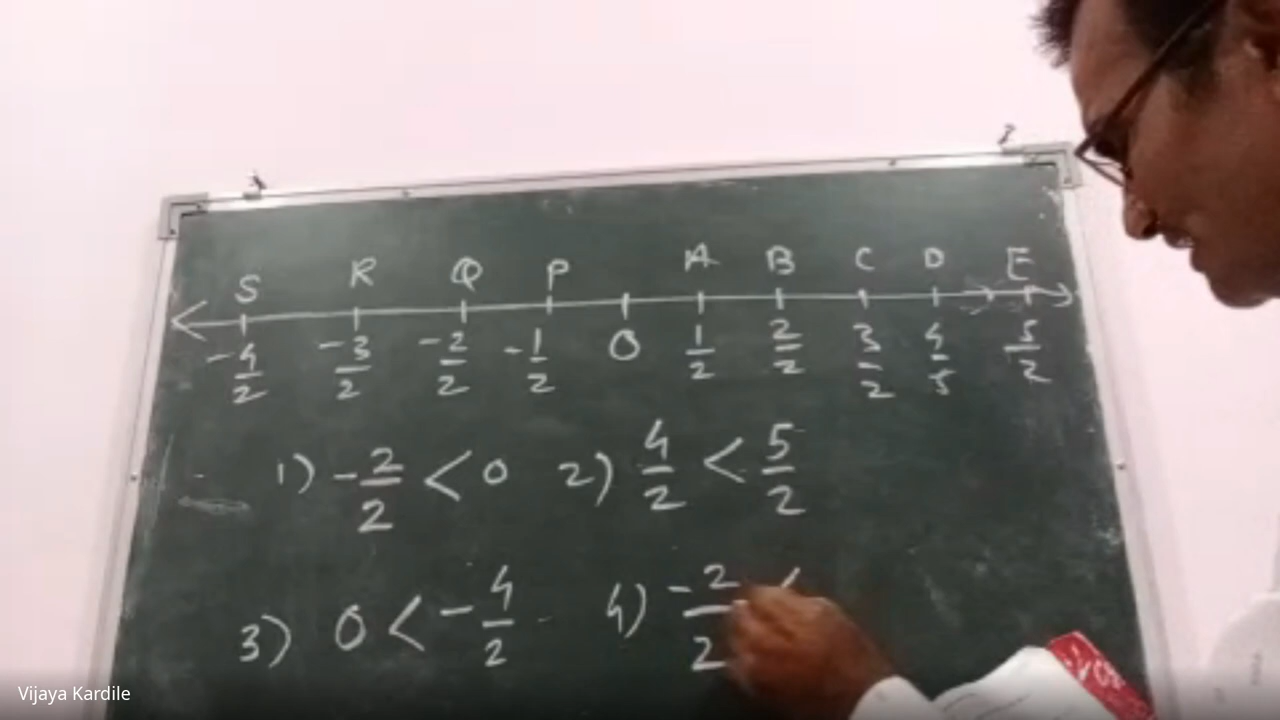 S R Q P A B C D E
-4/2 -3/2 -2/2 -1/2 0 1/2 2/2 3/2 4/5 5/2
1) -2/2 < 0 2) 4/2 < 5/2
3) 0 < -4/2 4) -2/2 <
Vijaya Kardile